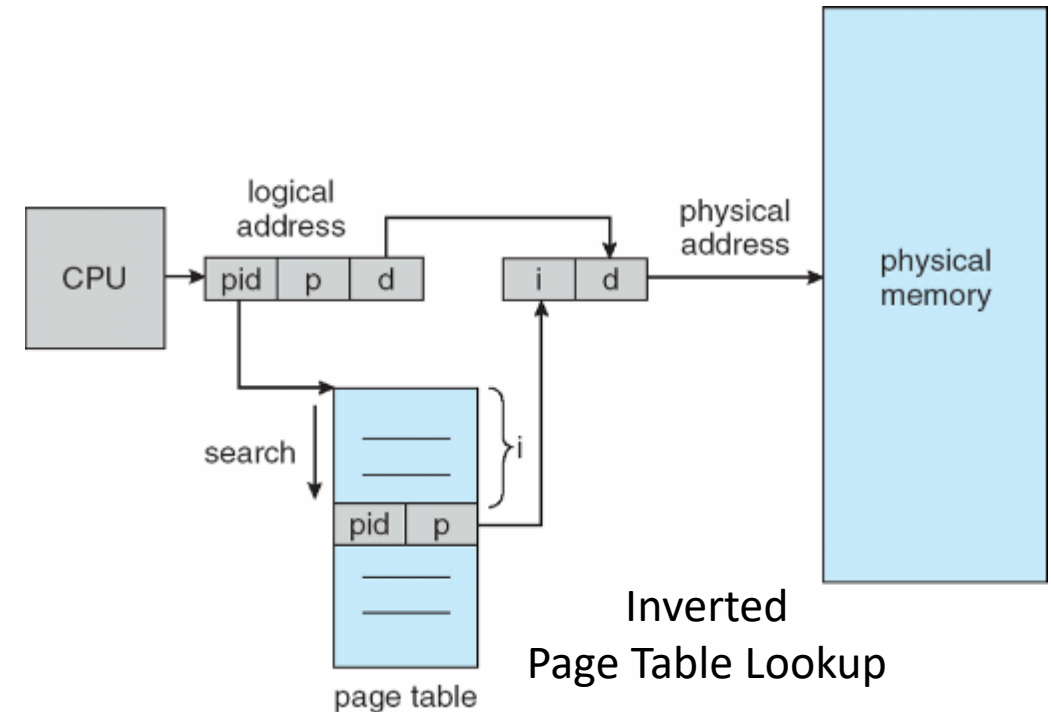 logical
address
CPU
pid p d
i d
physical
address
physical
memory
search
i
pid p
Inverted
Page Table Lookup
page table